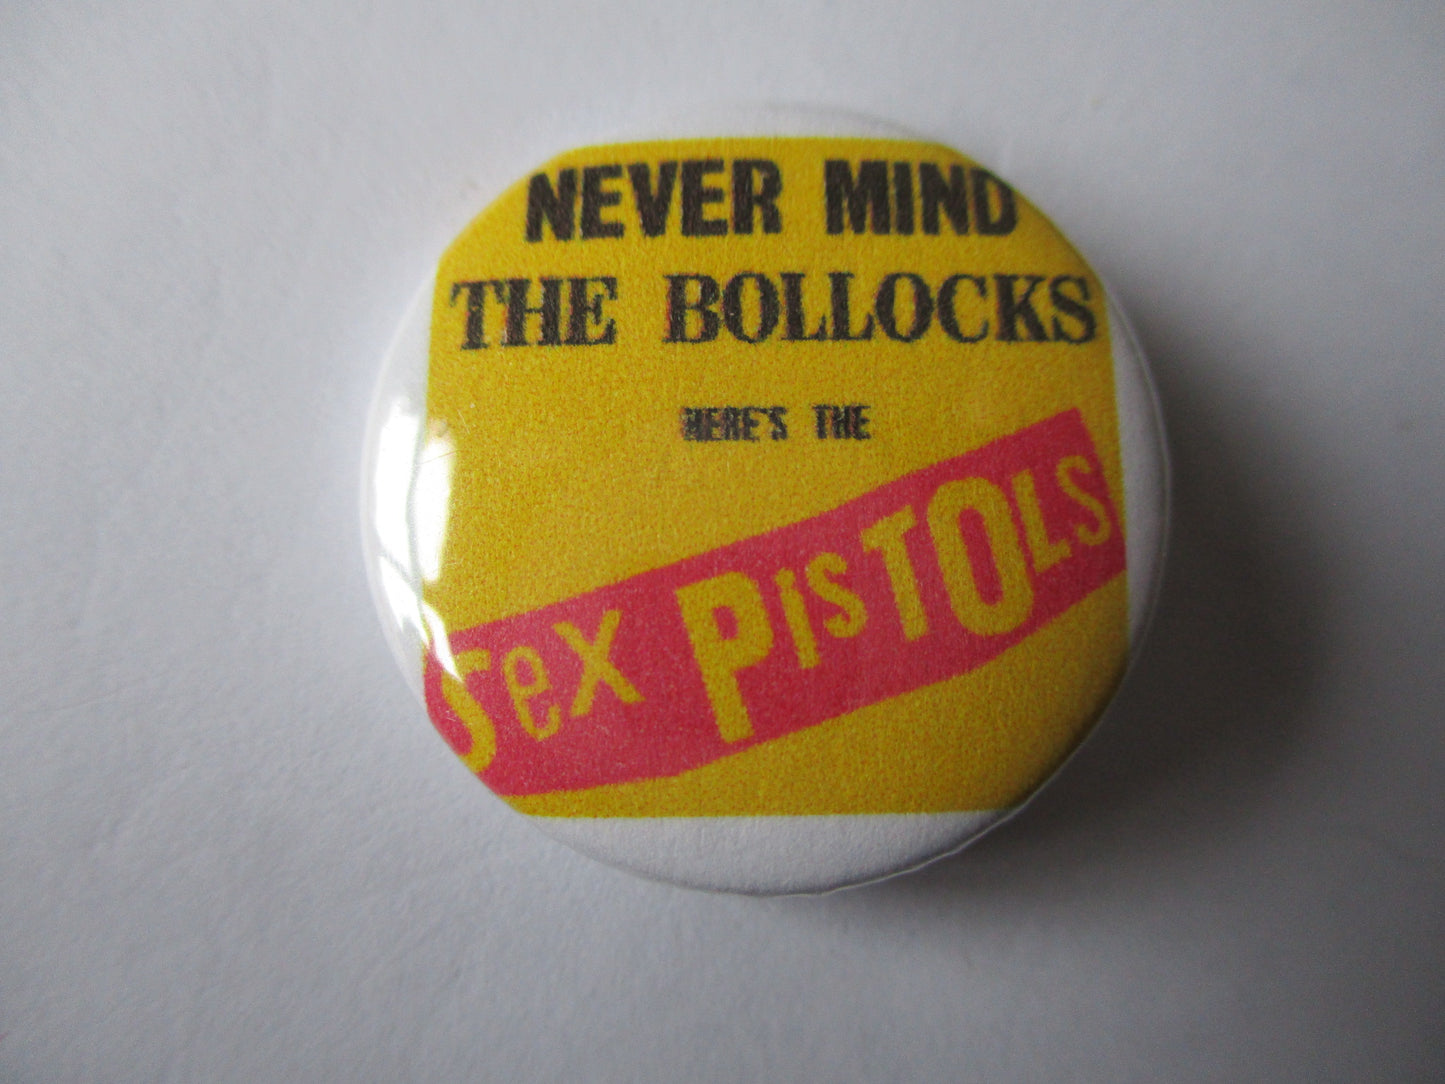 NEVER MIND
THE BOLLOCKS
HERE'S THE
Sex PISTOLS